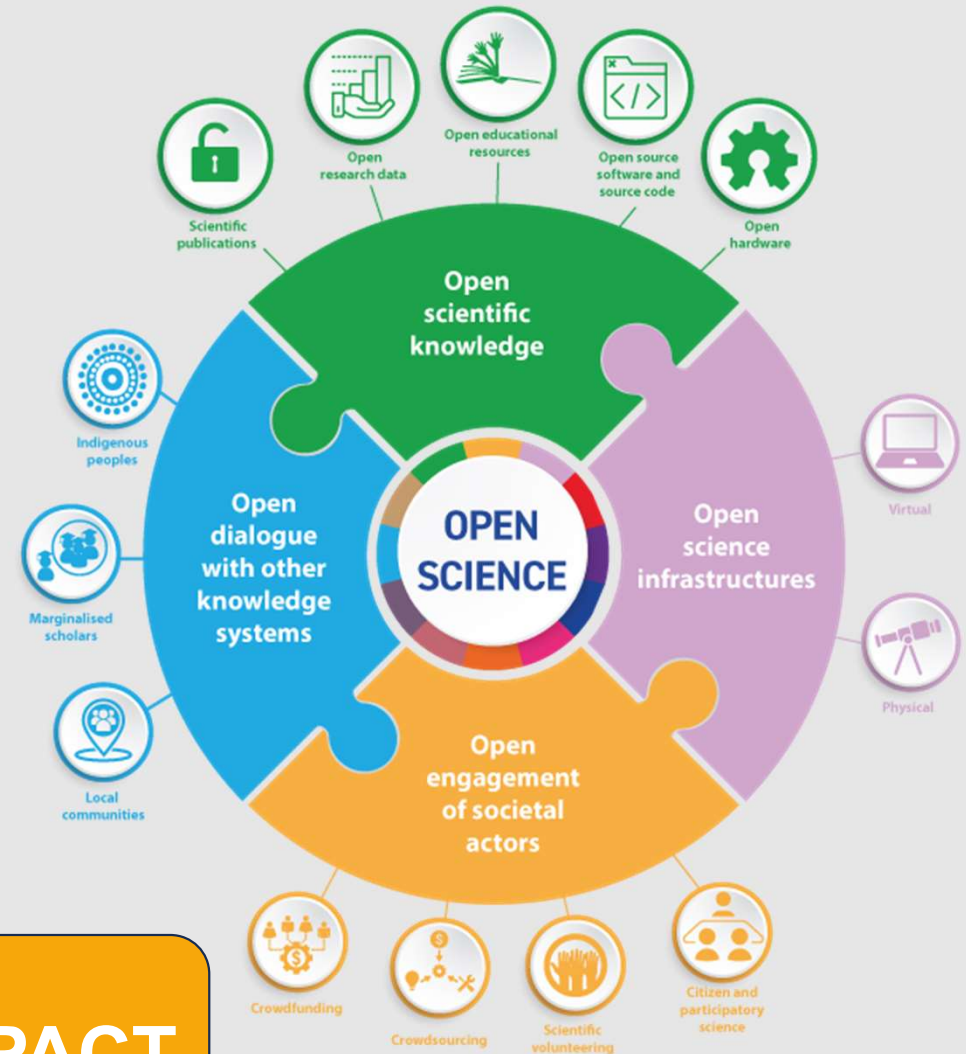 Open educational
resources
Open
research data
Open source
software and
source code
Scientific
publications
Open
hardware
Open
scientific
knowledge
Indigenous
peoples
Marginalised
scholars
Local
communities
Open
dialogue
with other
knowledge
systems
OPEN
SCIENCE
Open
science
infrastructures
Virtual
Physical
Open
engagement
of societal
actors
Crowdfunding
Crowdsourcing
Scientific
volunteering
Citizen and
participatory
science